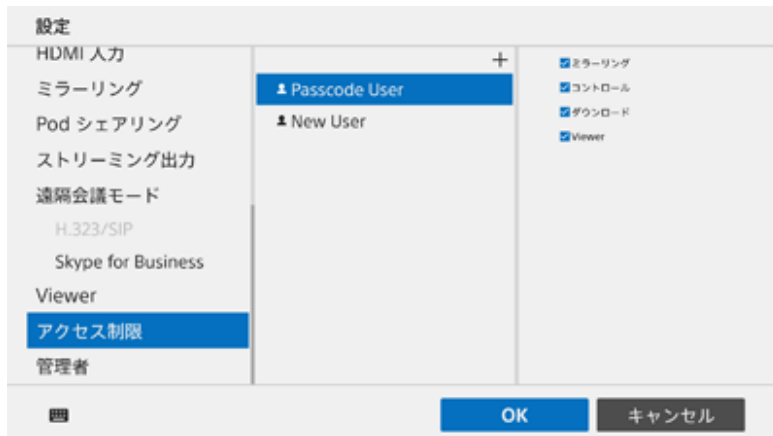 設定
HDMI 入力
ミラーリング
Pod シェアリング
ストリーミング出力
遠隔会議モード
H.323/SIP
Skype for Business
Viewer
アクセス制限
管理者
+
Passcode User
New User
ミラーリング
コントロール
ダウンロード
Viewer
OK
キャンセル